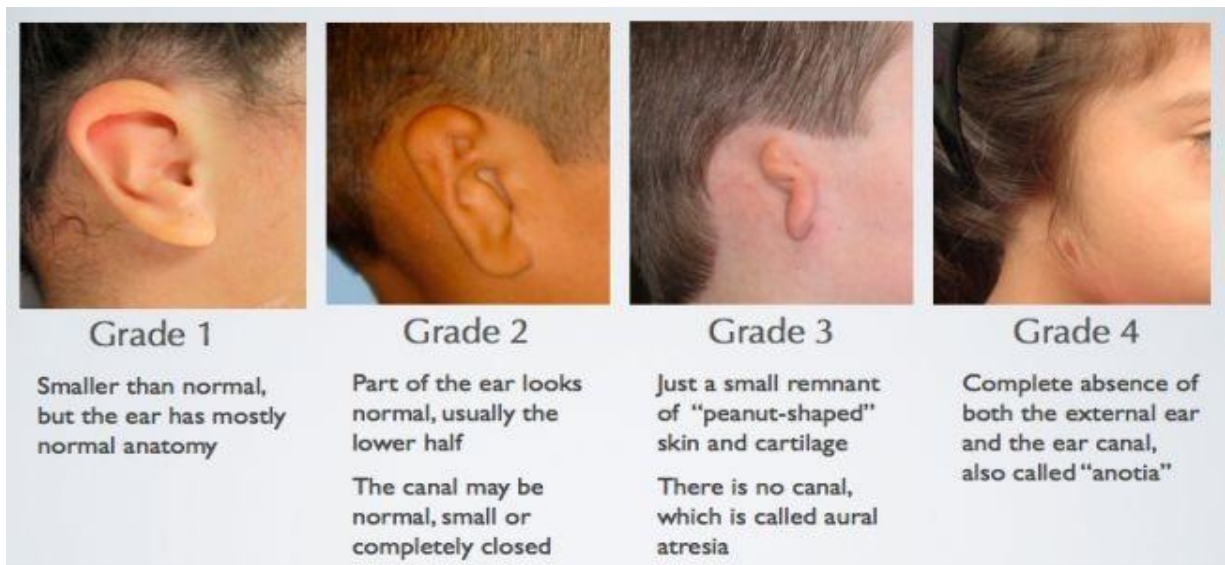 Grade 1
Smaller than normal,
but the ear has mostly
normal anatomy
Grade 2
Part of the ear looks
normal, usually the
lower half
The canal may be
normal, small or
completely closed
Grade 3
Just a small remnant
of “peanut-shaped”
skin and cartilage
There is no canal,
which is called aural
atresia
Grade 4
Complete absence of
both the external ear
and the ear canal,
also called “anotia”